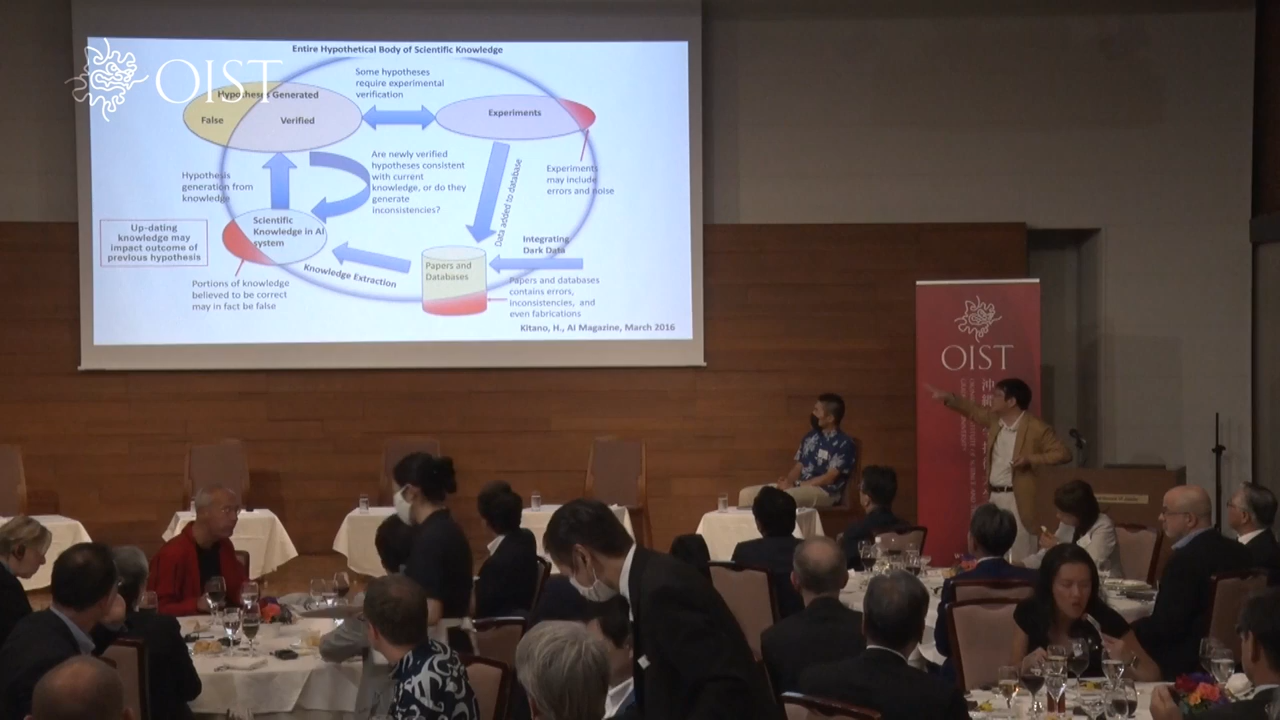 OIST
Entire Hypothetical Body of Scientific Knowledge
Some hypotheses
require experimental
verification
Hypotheses Generated
False
Verified
Experiments
Are newly verified
hypotheses consistent
with current
knowledge, or do they
generate
inconsistencies?
Experiments
may include
errors and noise
Hypothesis
generation from
knowledge
Data added to database
Scientific
Knowledge in AI
system
Up-dating
knowledge may
impact outcome of
previous hypothesis
Integrating
Dark Data
Knowledge Extraction
Papers and
Databases
Portions of knowledge
believed to be correct
may in fact be false
Papers and databases
contains errors,
inconsistencies, and
even fabrications
Kitano, H., AI Magazine, March 2016
OIST
沖縄